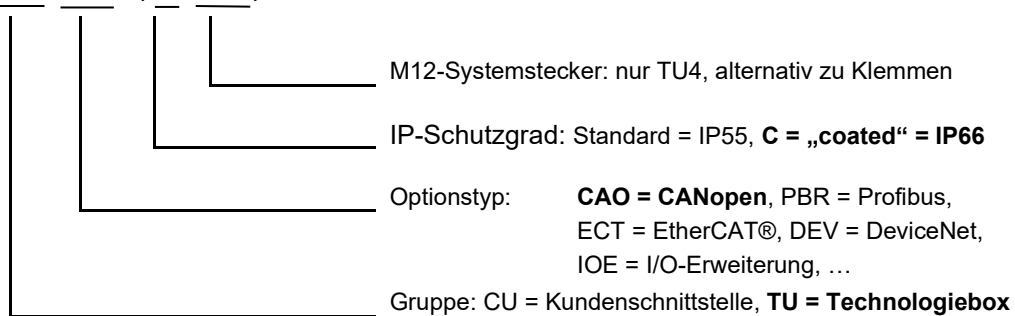 M12-Systemstecker: nur TU4, alternativ zu Klemmen
IP-Schutzgrad: Standard = IP55, C = „coated“ = IP66
Optionstyp: CAO = CANopen, PBR = Profibus,
ECT = EtherCAT®, DEV = DeviceNet,
IOE = I/O-Erweiterung, …
Gruppe: CU = Kundenschnittstelle, TU = Technologiebox